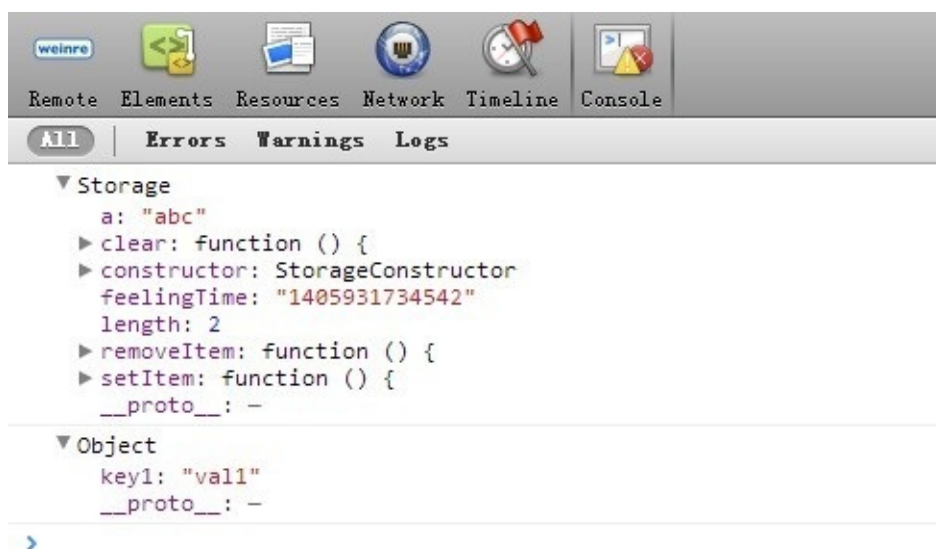 weinre
Remote Elements Resources Network Timeline Console
All Errors Warnings Logs
Storage
a: "abc"
clear: function () {
constructor: StorageConstructor
feelingTime: "1405931734542"
length: 2
removeItem: function () {
setItem: function () {
__proto__: –
Object
key1: "val1"
__proto__: –